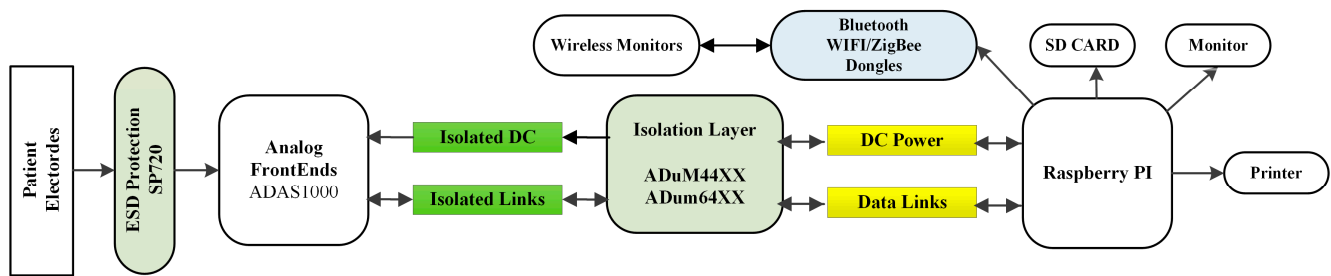 Patient
Electordes
ESD Protection
SP720
Analog
FrontEnds
ADAS1000
Isolated DC
Isolated Links
Isolation Layer
ADuM44XX
ADum64XX
DC Power
Data Links
Wireless Monitors
Bluetooth
WIFI/ZigBee
Dongles
Raspberry PI
SD CARD
Monitor
Printer